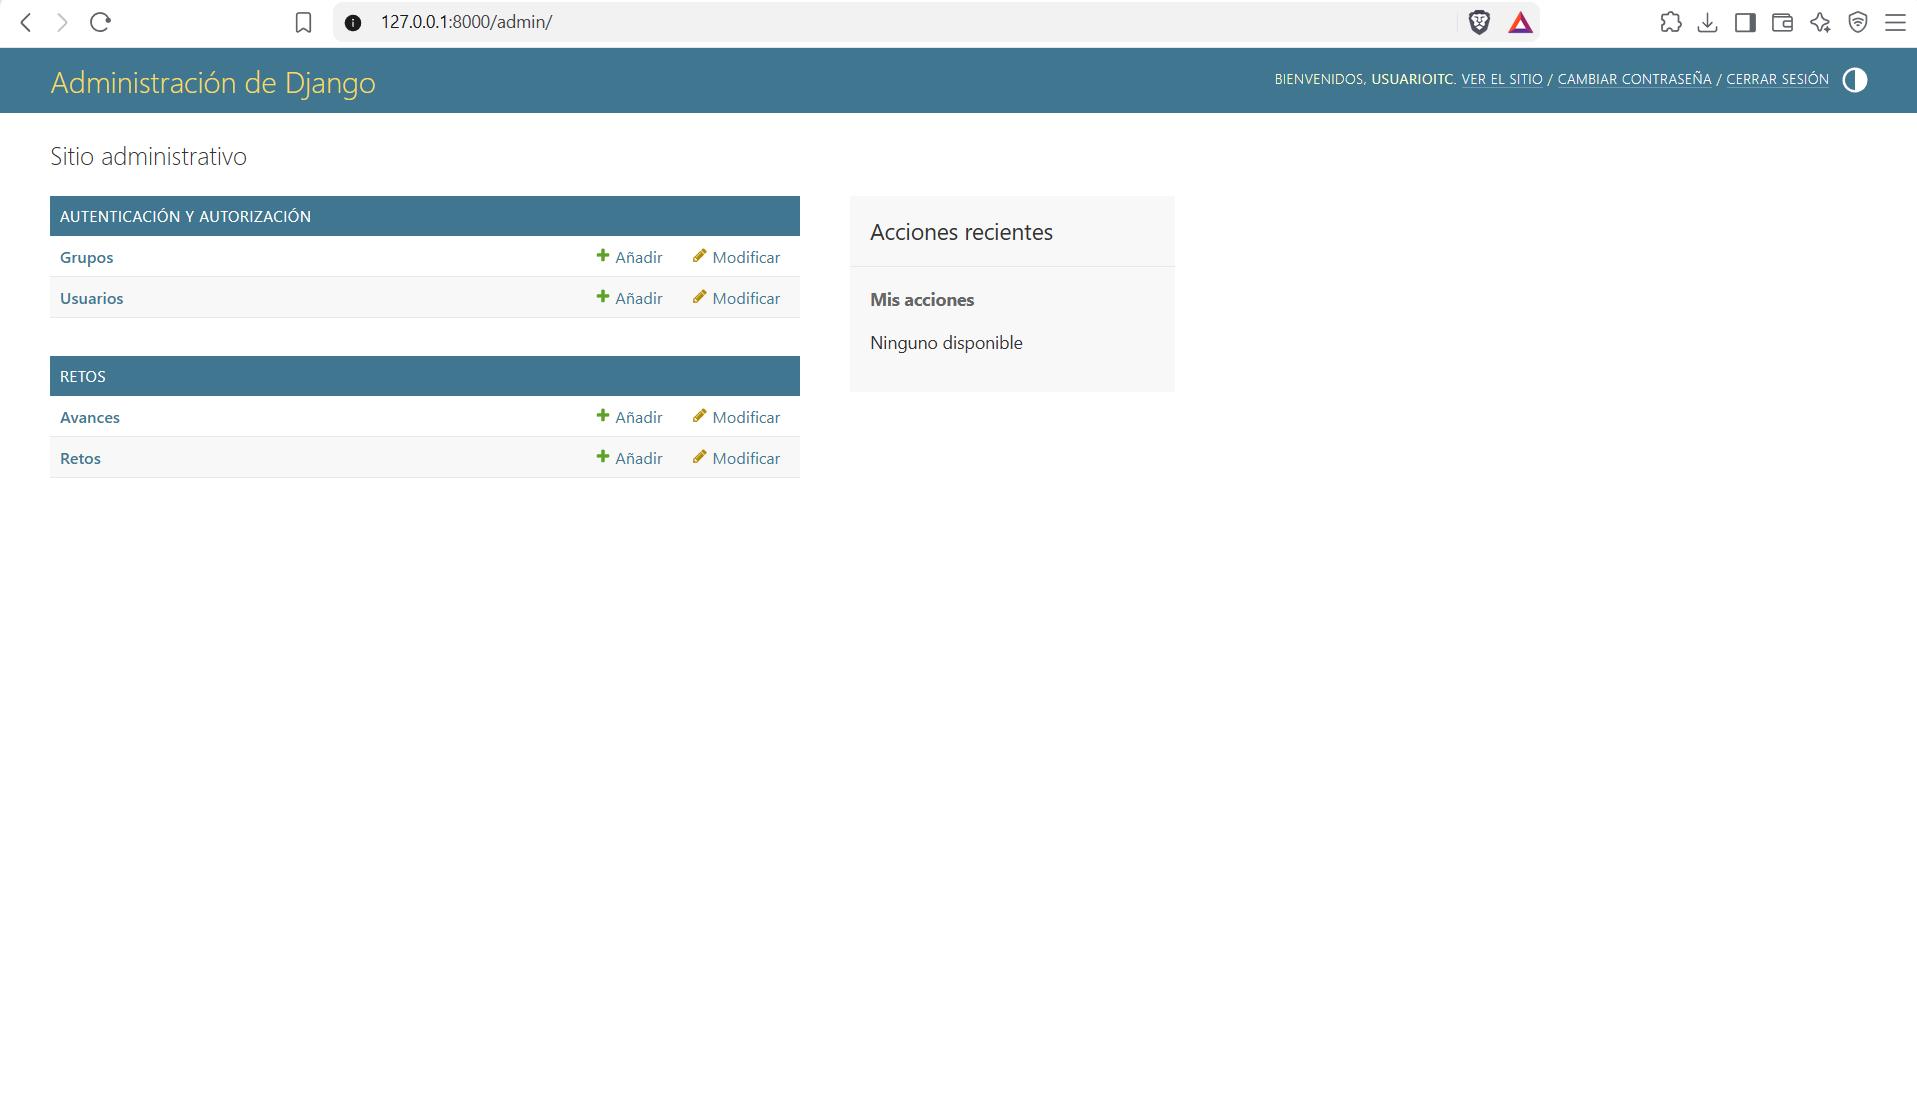 127.0.0.1:8000/admin/
Administración de Django
BIENVENIDOS, USUARIOITC. VER EL SITIO / CAMBIAR CONTRASEÑA / CERRAR SESIÓN
Sitio administrativo
AUTENTICACIÓN Y AUTORIZACIÓN
Grupos Añadir Modificar
Usuarios Añadir Modificar
RETOS
Avances Añadir Modificar
Retos Añadir Modificar
Acciones recientes
Mis acciones
Ninguno disponible